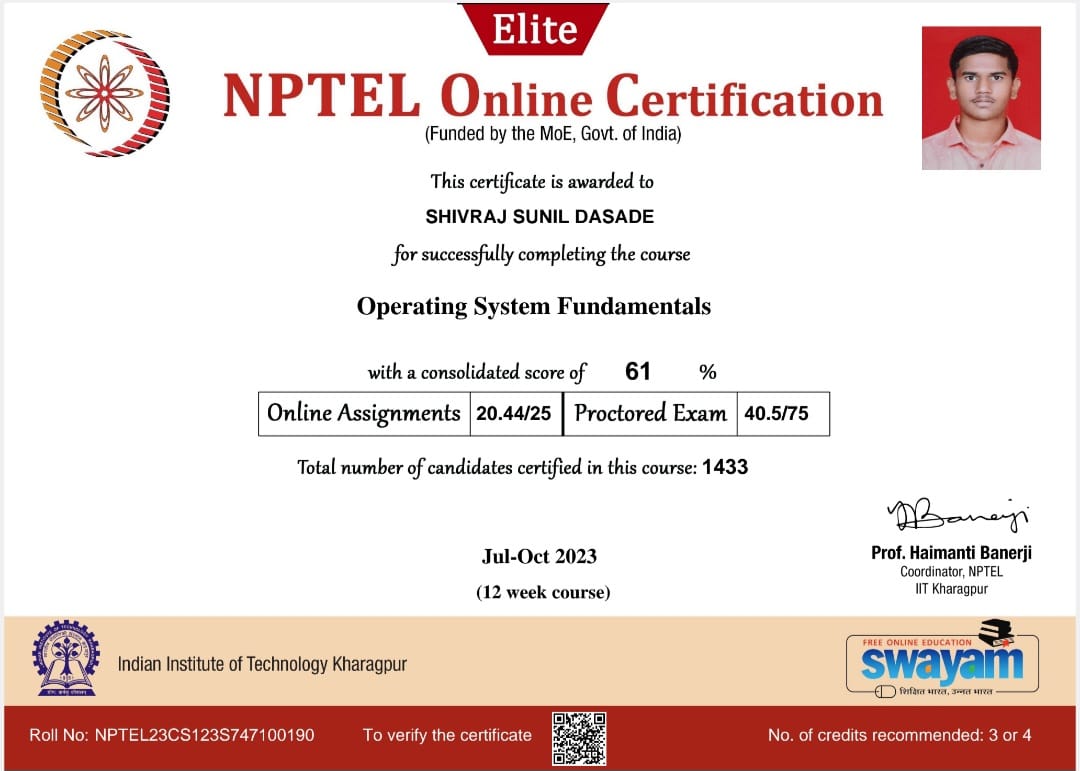 Elite
NPTEL Online Certification
(Funded by the MoE, Govt. of India)
This certificate is awarded to
SHIVRAJ SUNIL DASADE
for successfully completing the course
Operating System Fundamentals
with a consolidated score of 61 %
Online Assignments 20.44/25 Proctored Exam 40.5/75
Total number of candidates certified in this course: 1433
Jul-Oct 2023
(12 week course)
Prof. Haimanti Banerji
Coordinator, NPTEL
IIT Kharagpur
Indian Institute of Technology Kharagpur
FREE ONLINE EDUCATION
swayam
शिक्षित भारत, उन्नत भारत
Roll No: NPTEL23CS123S747100190 To verify the certificate No. of credits recommended: 3 or 4